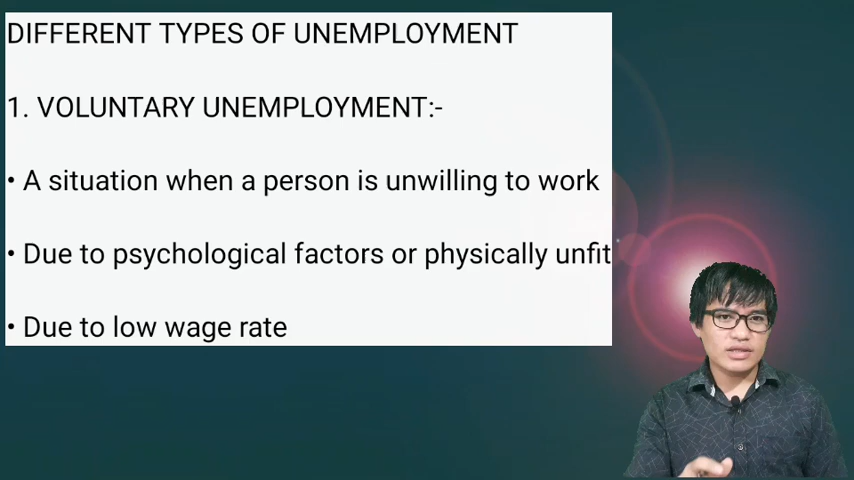 DIFFERENT TYPES OF UNEMPLOYMENT
1. VOLUNTARY UNEMPLOYMENT:-
• A situation when a person is unwilling to work
• Due to psychological factors or physically unfit
• Due to low wage rate